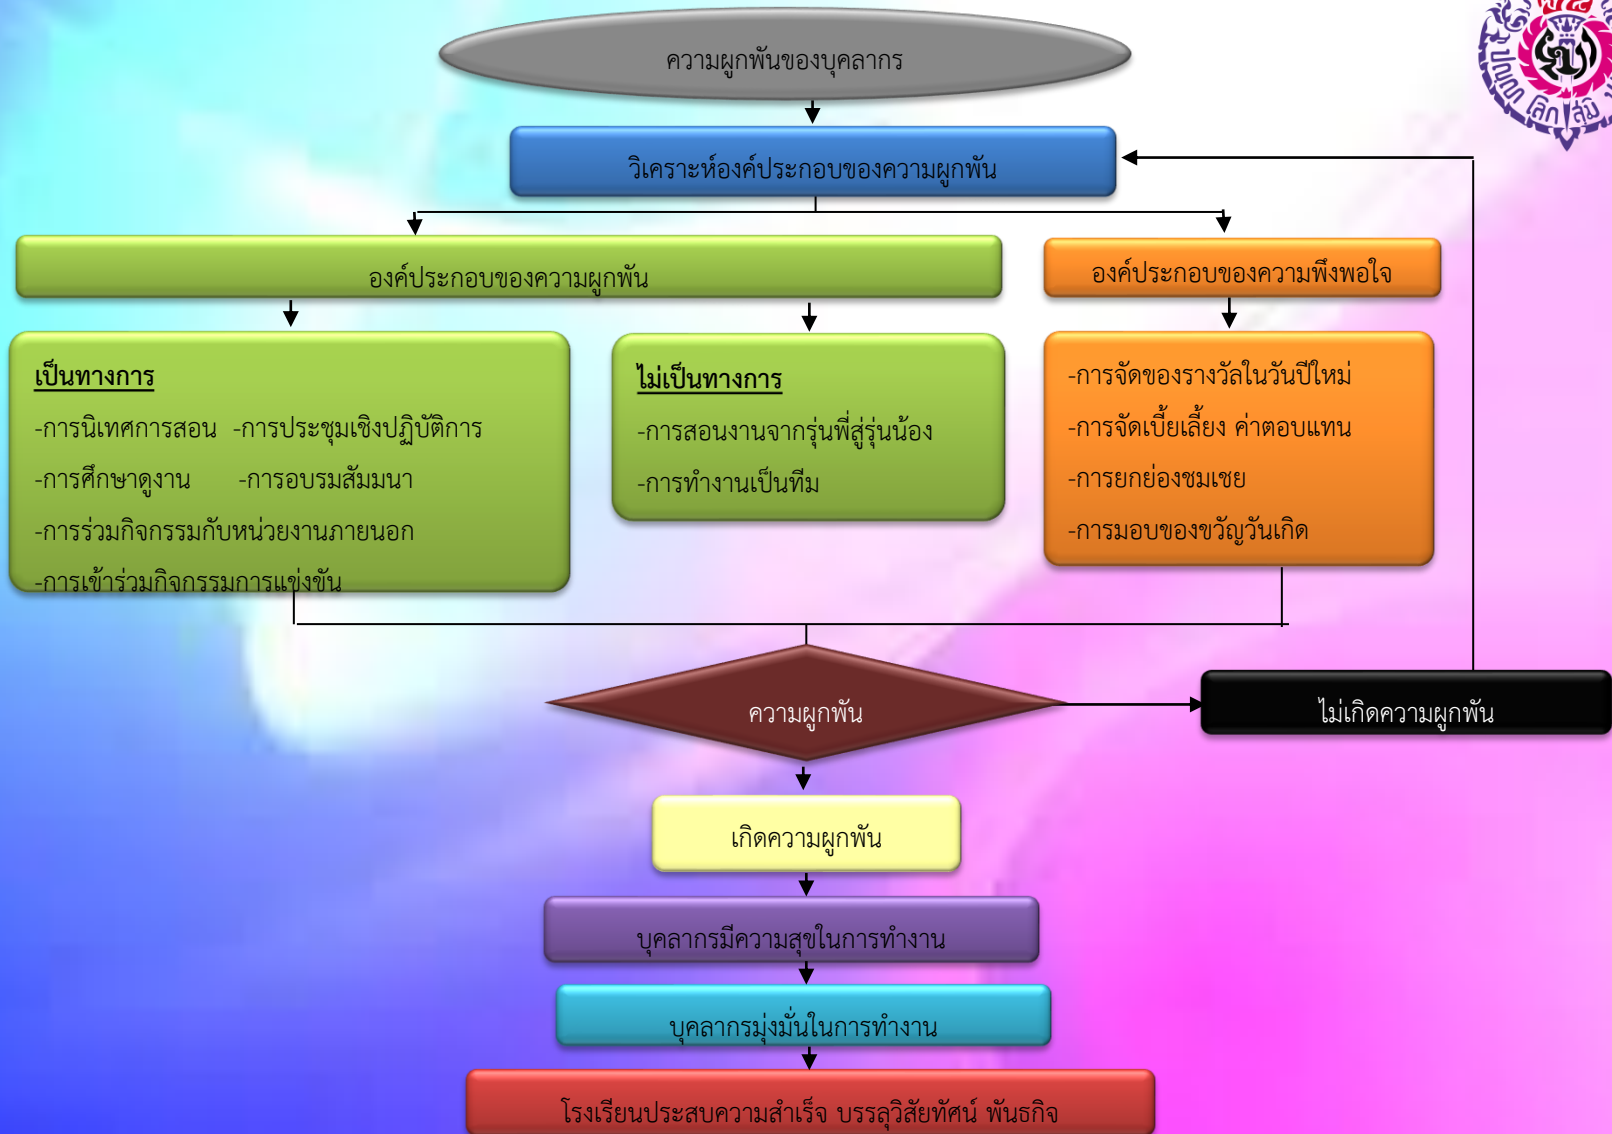 ความผูกพันของบุคลากร
วิเคราะห์องค์ประกอบของความผูกพัน
องค์ประกอบของความผูกพัน
องค์ประกอบของความพึงพอใจ
เป็นทางการ
-การนิเทศการสอน -การประชุมเชิงปฏิบัติการ
-การศึกษาดูงาน -การอบรมสัมมนา
-การร่วมกิจกรรมกับหน่วยงานภายนอก
-การเข้าร่วมกิจกรรมการแข่งขัน
ไม่เป็นทางการ
-การสอนงานจากรุ่นพี่สู่รุ่นน้อง
-การทำงานเป็นทีม
-การจัดของรางวัลในวันปีใหม่
-การจัดเบี้ยเลี้ยง ค่าตอบแทน
-การยกย่องชมเชย
-การมอบของขวัญวันเกิด
ความผูกพัน
ไม่เกิดความผูกพัน
เกิดความผูกพัน
บุคลากรมีความสุขในการทำงาน
บุคลากรมุ่งมั่นในการทำงาน
โรงเรียนประสบความสำเร็จ บรรลุวิสัยทัศน์ พันธกิจ